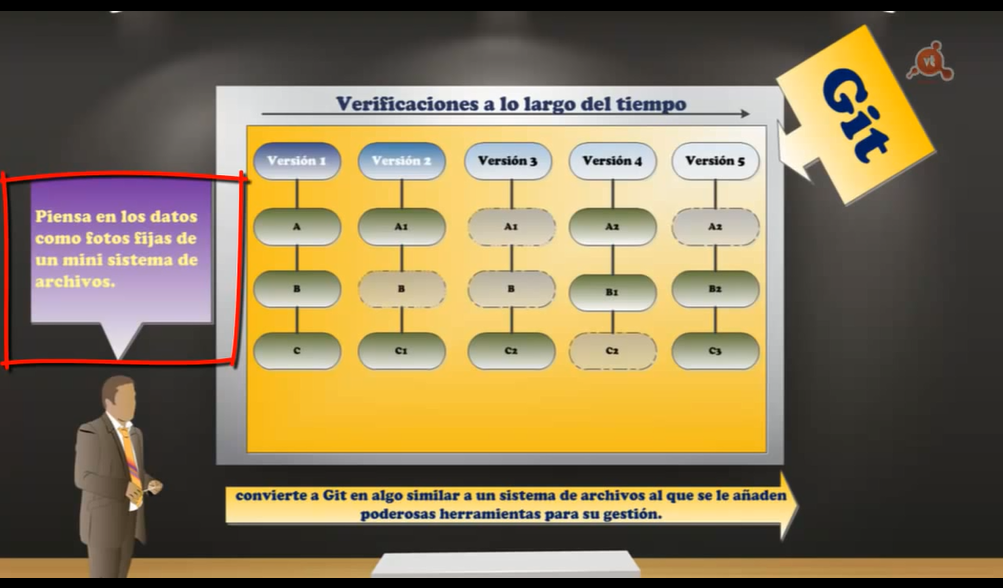 Verificaciones a lo largo del tiempo
Git
vt
Versión 1
Versión 2
Versión 3
Versión 4
Versión 5
A
A1
A1
A2
A2
B
B
B
B1
B2
C
C1
C2
C2
C3
Piensa en los datos
como fotos fijas de
un mini sistema de
archivos.
convierte a Git en algo similar a un sistema de archivos al que se le añaden
poderosas herramientas para su gestión.